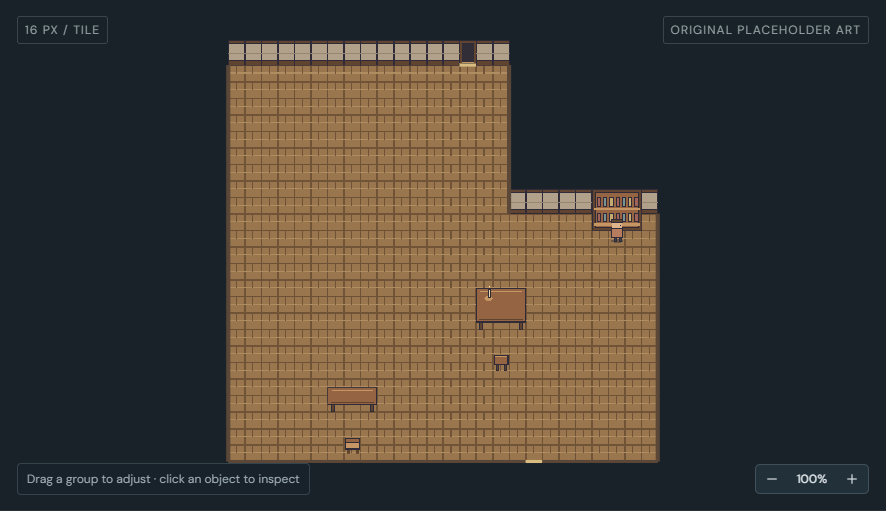 16 PX / TILE
ORIGINAL PLACEHOLDER ART
Drag a group to adjust · click an object to inspect
− 100% +